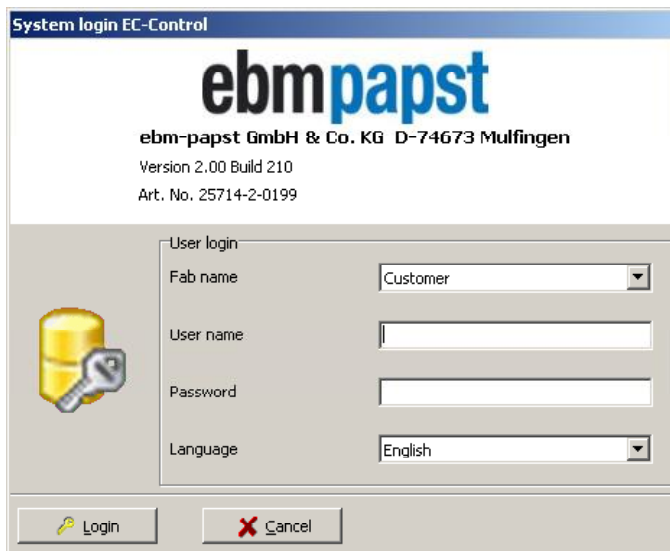 System login EC-Control
ebmpapst
ebm-papst GmbH & Co. KG D-74673 Mulfingen
Version 2.00 Build 210
Art. No. 25714-2-0199
User login
Fab name Customer
User name
Password
Language English
Login Cancel